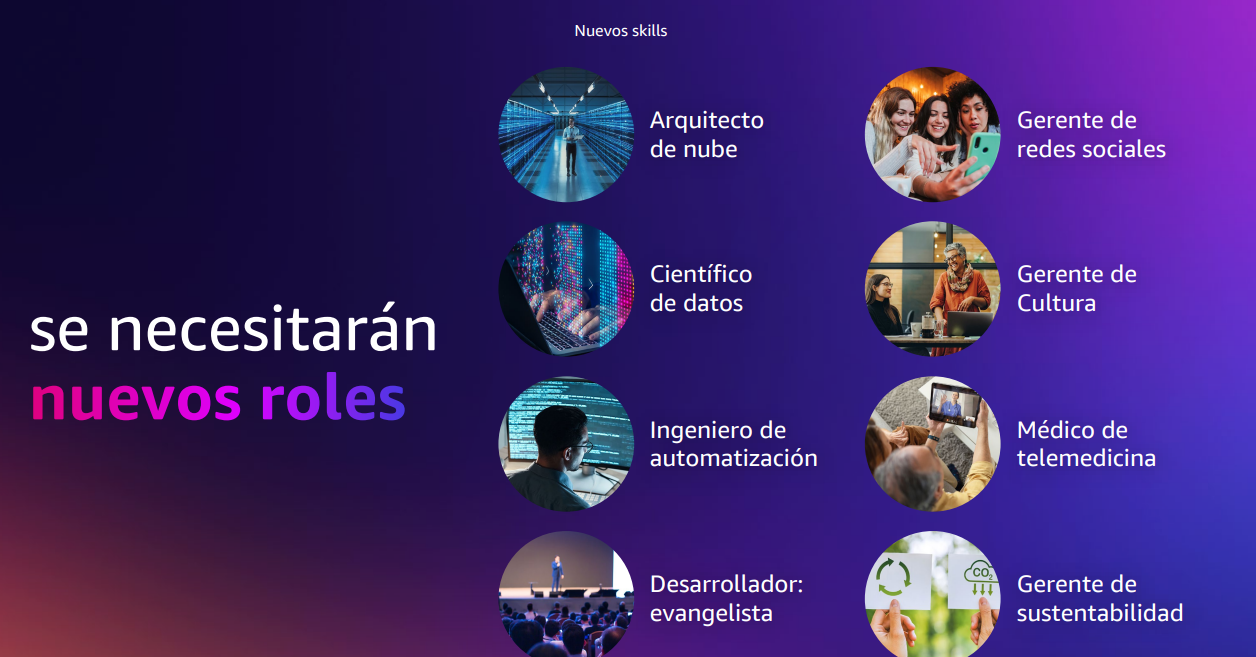 Nuevos skills
se necesitarán
nuevos roles
Arquitecto
de nube
Gerente de
redes sociales
Científico
de datos
Gerente de
Cultura
Ingeniero de
automatización
Médico de
telemedicina
Desarrollador:
evangelista
Gerente de
sustentabilidad
CO2